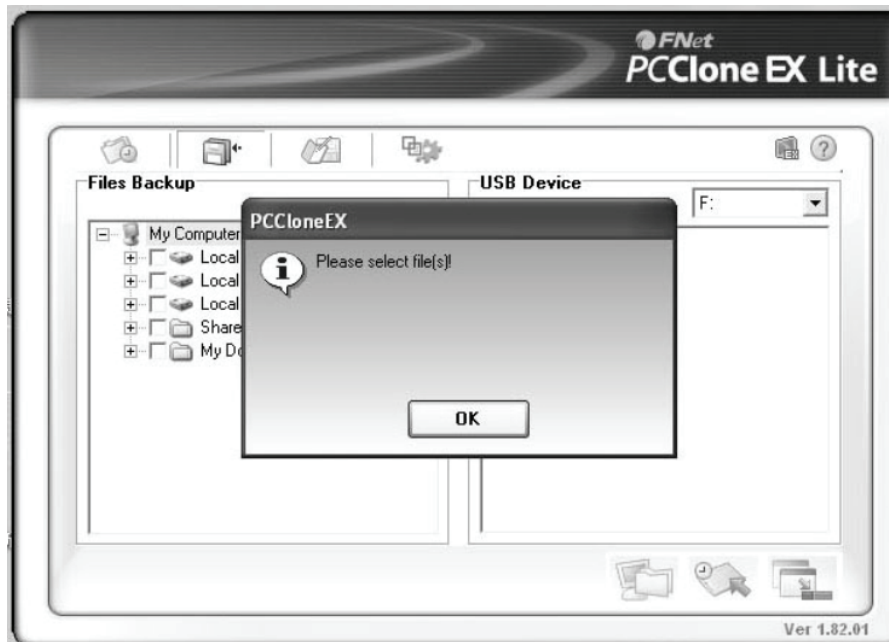 FNet
PCClone EX Lite
EX
?
Files Backup
USB Device
F:
My Computer
Local
Local
Local
Share
My Do
PCCloneEX
Please select file(s)!
OK
Ver 1.82.01